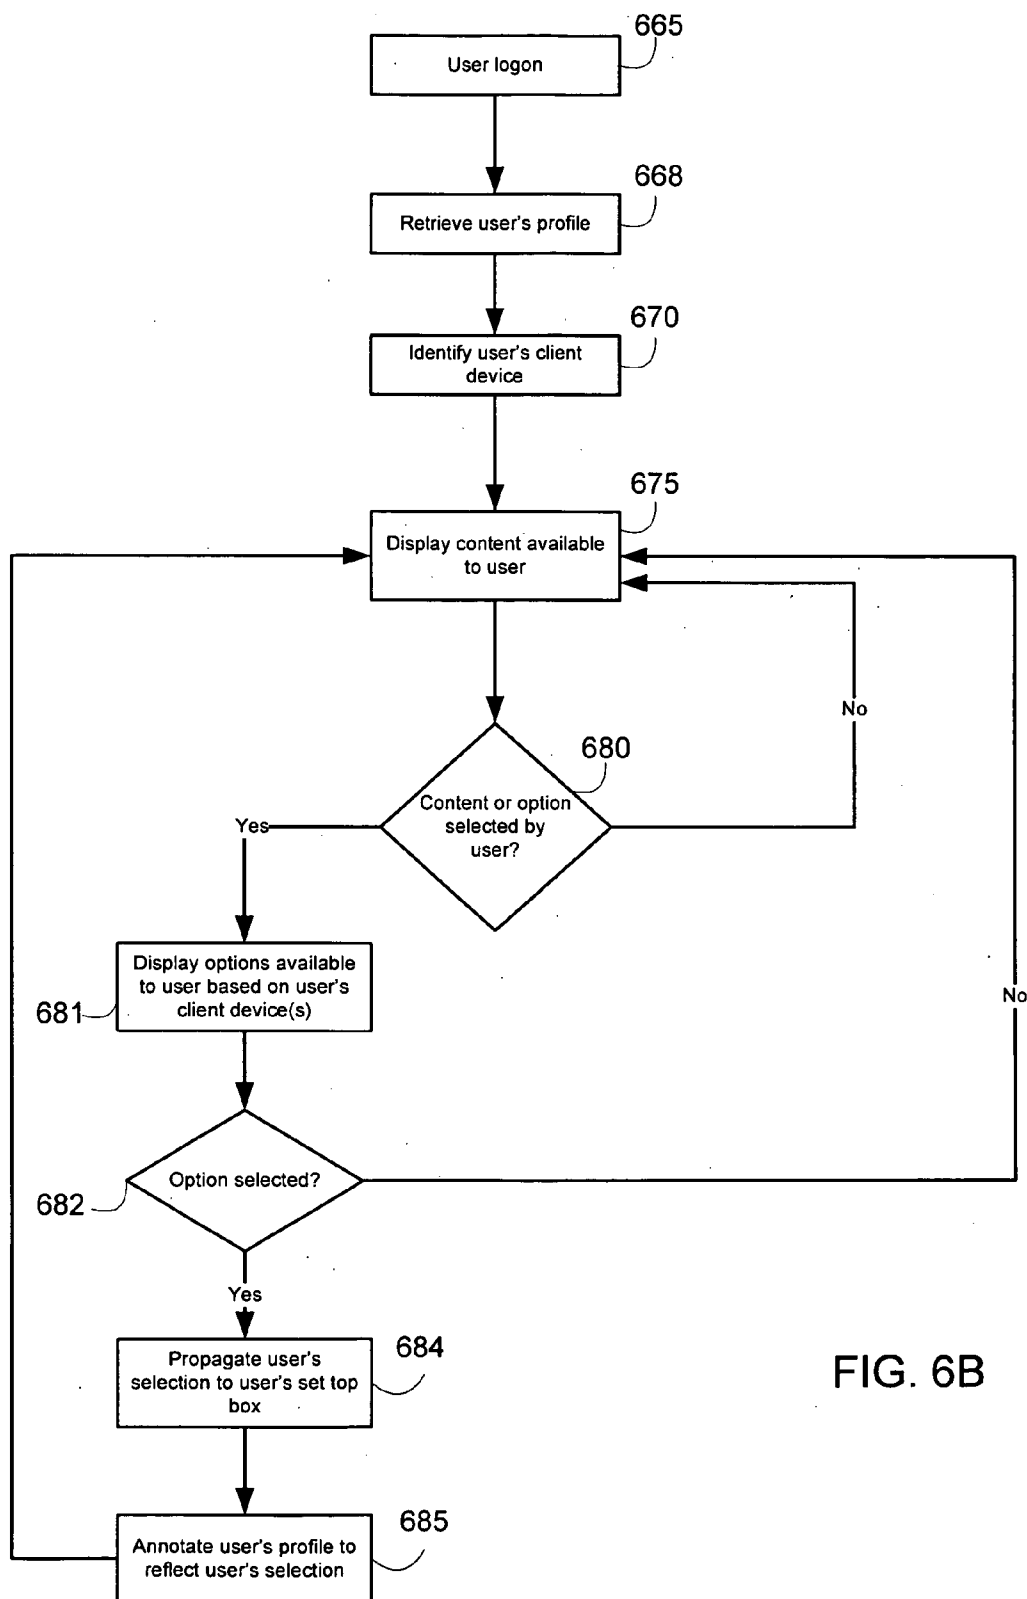 665
User logon
668
Retrieve user's profile
670
Identify user's client
device
675
Display content available
to user
No
680
Content or option
selected by
user?
Yes
Display options available
to user based on user's
client device(s)
681
No
Option selected?
682
Yes
684
Propagate user's
selection to user's set top
box
FIG. 6B
685
Annotate user's profile to
reflect user's selection